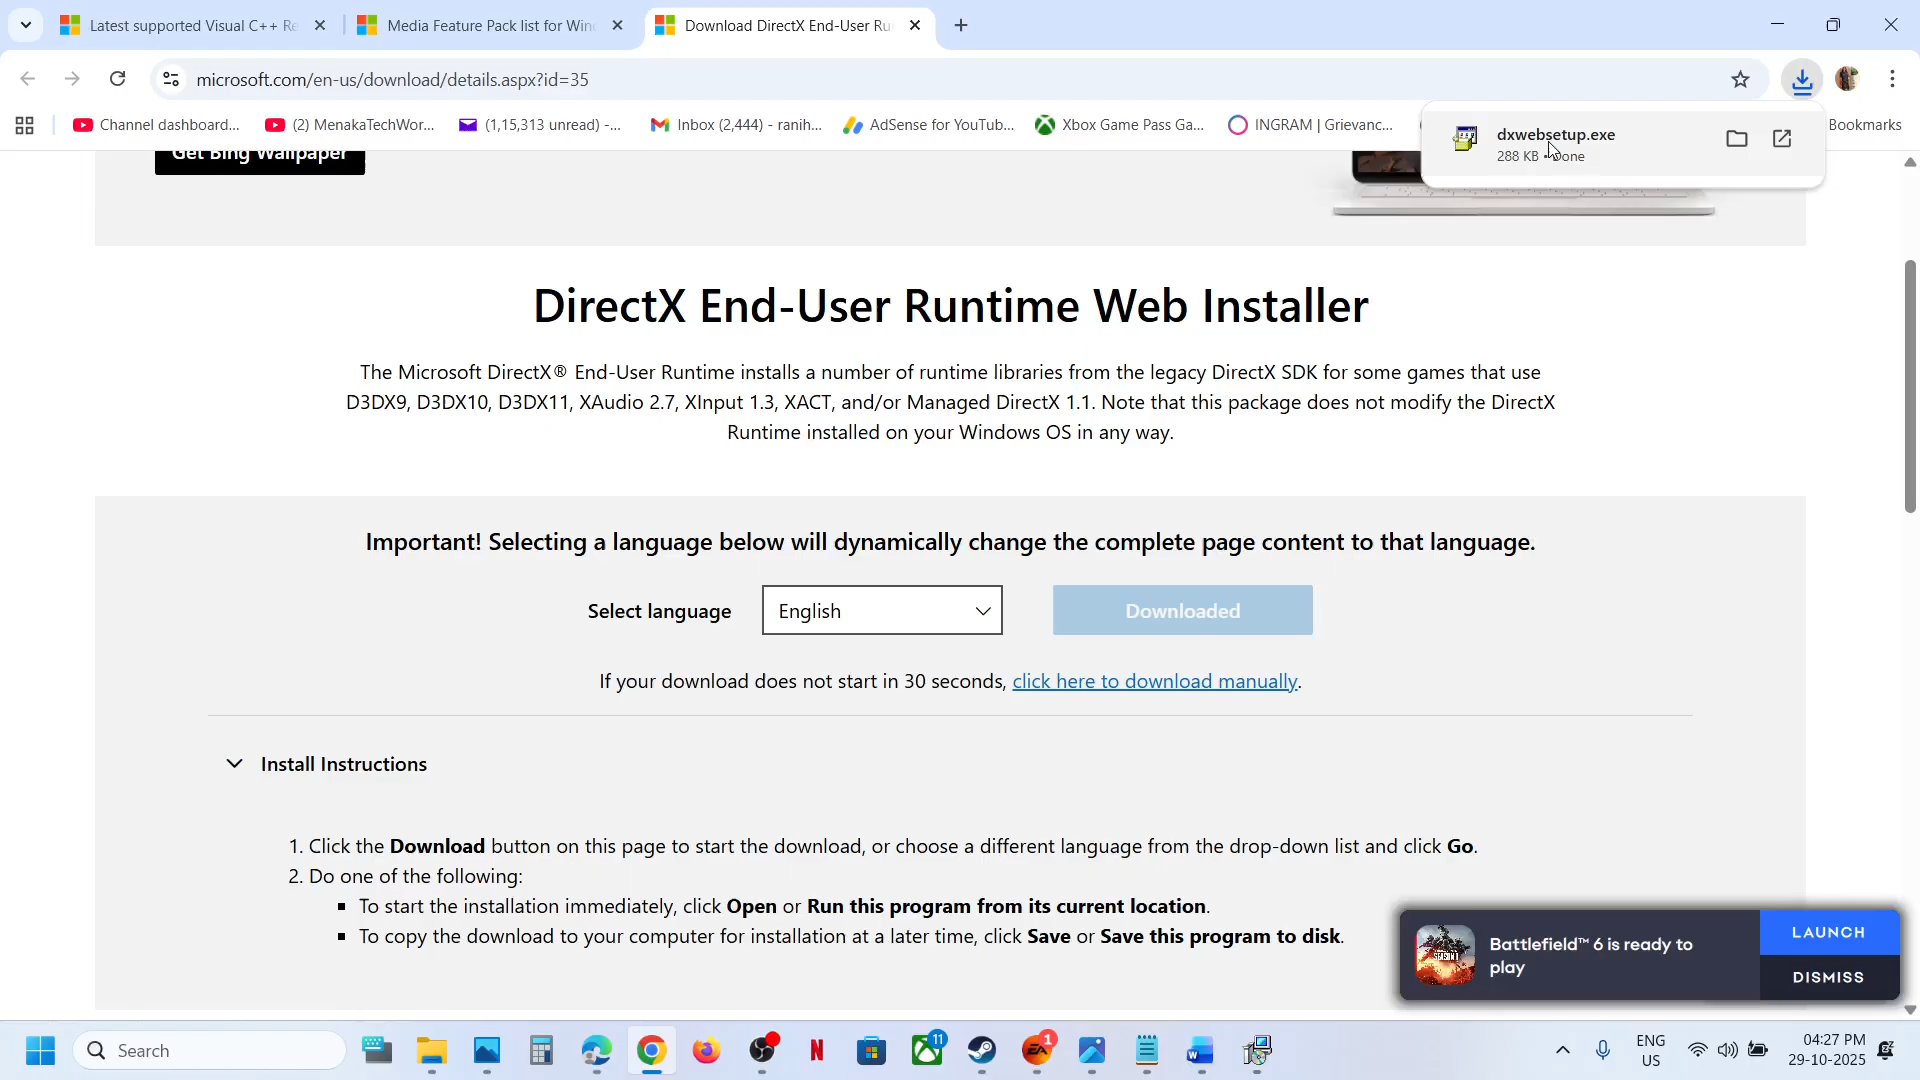 Latest supported Visual C++ Re
Media Feature Pack list for Win
Download DirectX End-User Ru
microsoft.com/en-us/download/details.aspx?id=35
Channel dashboard...
(2) MenakaTechWor...
(1,15,313 unread) -...
Inbox (2,444) - ranih...
AdSense for YouTub...
Xbox Game Pass Ga...
INGRAM | Grievanc...
Bookmarks
dxwebsetup.exe
288 KB • Done
Get Bing Wallpaper
DirectX End-User Runtime Web Installer
The Microsoft DirectX® End-User Runtime installs a number of runtime libraries from the legacy DirectX SDK for some games that use
D3DX9, D3DX10, D3DX11, XAudio 2.7, XInput 1.3, XACT, and/or Managed DirectX 1.1. Note that this package does not modify the DirectX
Runtime installed on your Windows OS in any way.
Important! Selecting a language below will dynamically change the complete page content to that language.
Select language
English
Downloaded
If your download does not start in 30 seconds, click here to download manually.
Install Instructions
1. Click the Download button on this page to start the download, or choose a different language from the drop-down list and click Go.
2. Do one of the following:
▪ To start the installation immediately, click Open or Run this program from its current location.
▪ To copy the download to your computer for installation at a later time, click Save or Save this program to disk.
SEASON 1
Battlefield™ 6 is ready to
play
LAUNCH
DISMISS
Search
N
11
EA
1
W
ENG
US
04:27 PM
29-10-2025